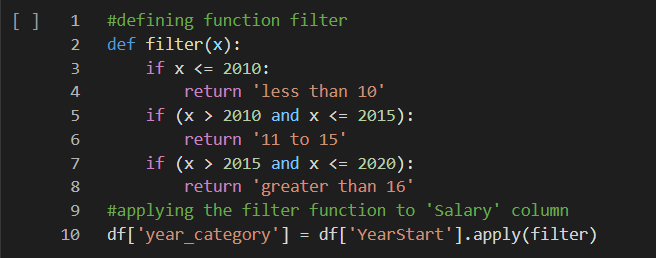 [ ] 1 #defining function filter
2 def filter(x):
3     if x <= 2010:
4         return 'less than 10'
5     if (x > 2010 and x <= 2015):
6         return '11 to 15'
7     if (x > 2015 and x <= 2020):
8         return 'greater than 16'
9 #applying the filter function to 'Salary' column
10 df['year_category'] = df['YearStart'].apply(filter)